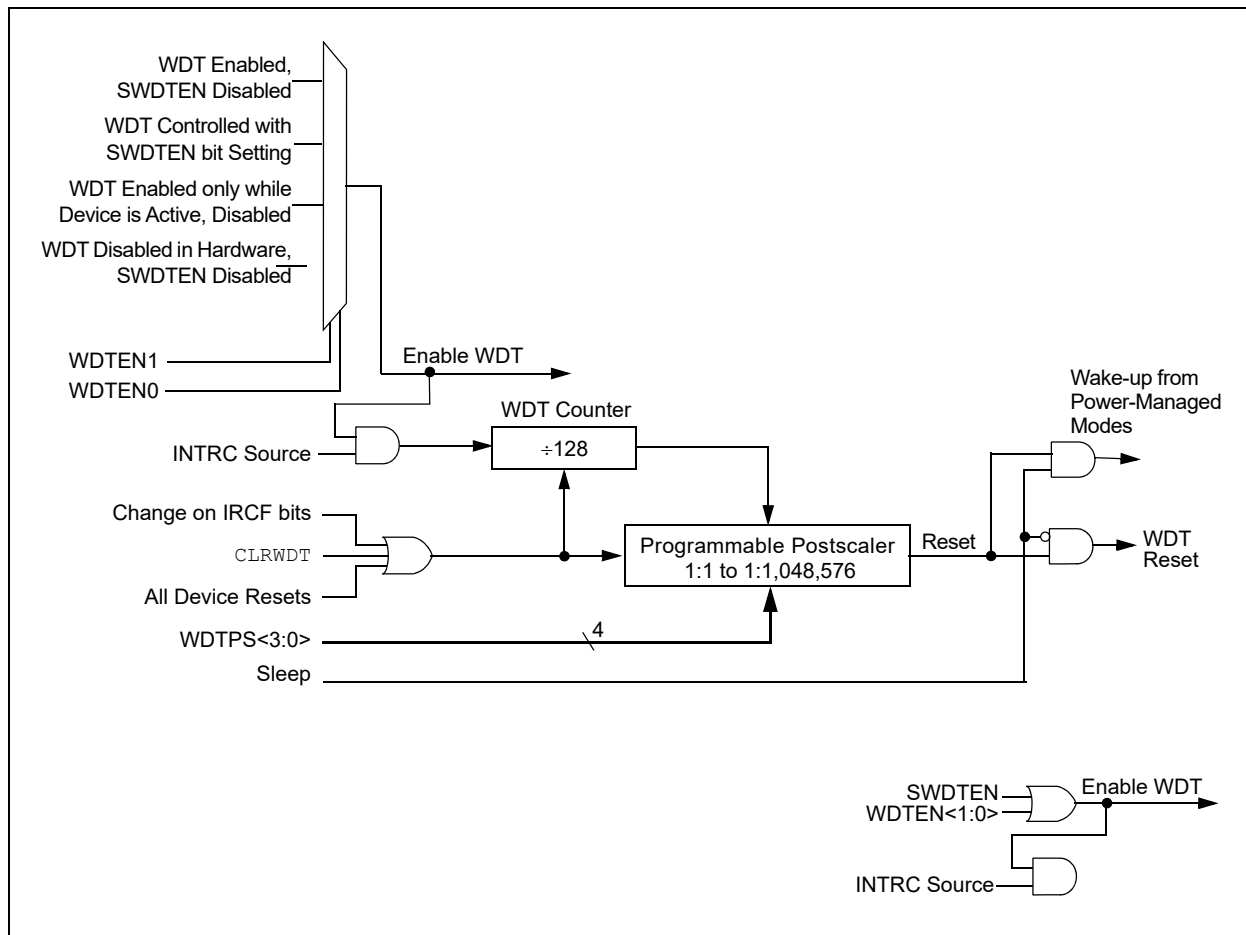 WDT Enabled,
SWDTEN Disabled
WDT Controlled with
SWDTEN bit Setting
WDT Enabled only while
Device is Active, Disabled
WDT Disabled in Hardware,
SWDTEN Disabled
WDTEN1
WDTEN0
Enable WDT
WDT Counter
÷128
INTRC Source
Wake-up from
Power-Managed
Modes
Change on IRCF bits
CLRWDT
All Device Resets
Programmable Postscaler
1:1 to 1:1,048,576
Reset
WDT
Reset
WDTPS<3:0>
4
Sleep
SWDTEN
WDTEN<1:0>
Enable WDT
INTRC Source